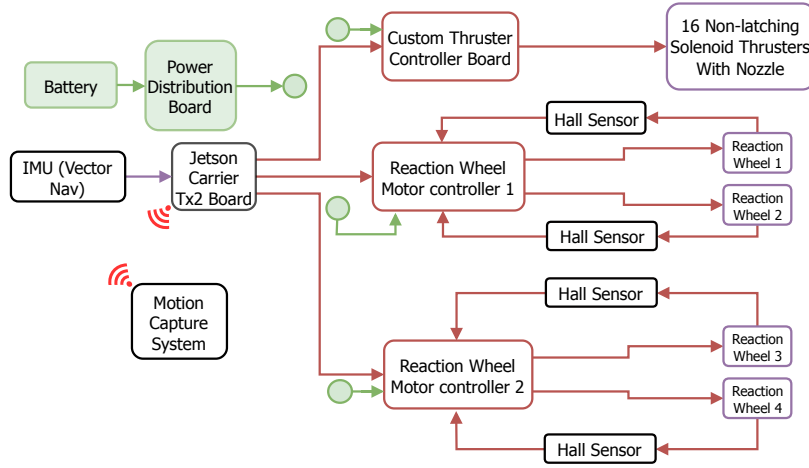 Battery
Power
Distribution
Board
Custom Thruster
Controller Board
16 Non-latching
Solenoid Thrusters
With Nozzle
IMU (Vector
Nav)
Jetson
Carrier
Tx2 Board
Reaction Wheel
Motor controller 1
Hall Sensor
Reaction
Wheel 1
Reaction
Wheel 2
Hall Sensor
Motion
Capture
System
Reaction Wheel
Motor controller 2
Hall Sensor
Reaction
Wheel 3
Reaction
Wheel 4
Hall Sensor